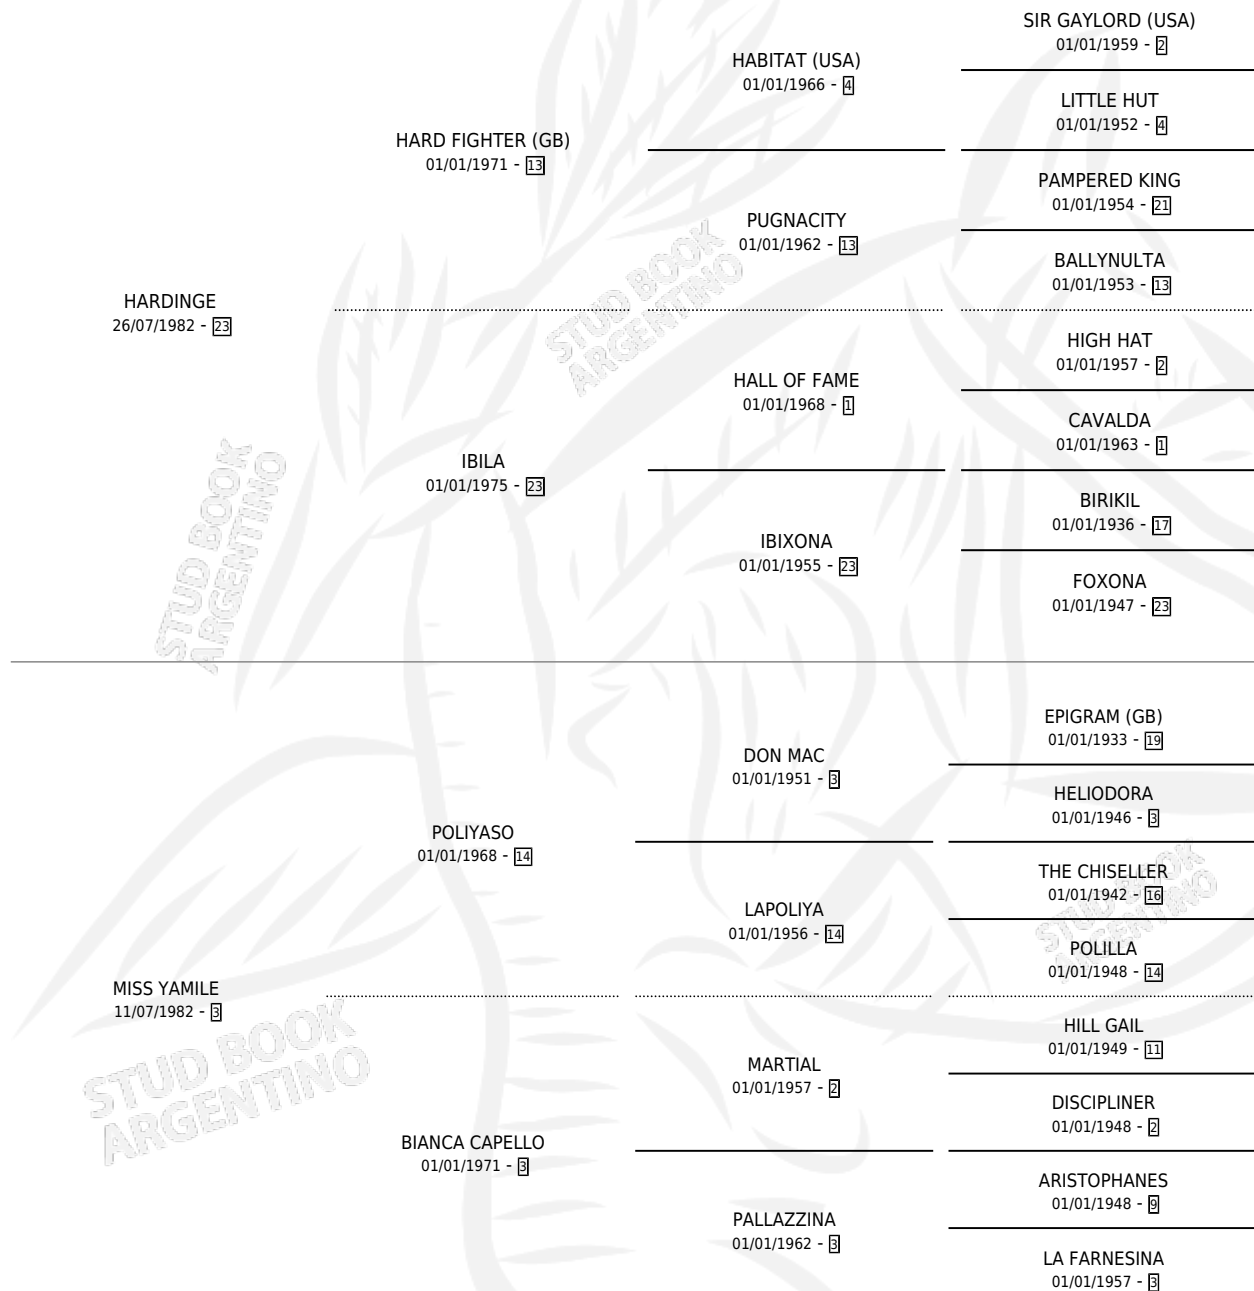 SIR GAYLORD (USA)
01/01/1959 - 2
HABITAT (USA)
01/01/1966 - 4
LITTLE HUT
01/01/1952 - 4
HARD FIGHTER (GB)
01/01/1971 - 13
PAMPERED KING
01/01/1954 - 21
PUGNACITY
01/01/1962 - 13
BALLYNULTA
01/01/1953 - 13
HARDINGE
26/07/1982 - 23
HIGH HAT
01/01/1957 - 2
HALL OF FAME
01/01/1968 - 1
CAVALDA
01/01/1963 - 1
IBILA
01/01/1975 - 23
BIRIKIL
01/01/1936 - 17
IBIXONA
01/01/1955 - 23
FOXONA
01/01/1947 - 23
STUD BOOK
ARGENTINO
STUD BOOK
ARGENTINO
EPIGRAM (GB)
01/01/1933 - 19
DON MAC
01/01/1951 - 3
HELIODORA
01/01/1946 - 3
POLIYASO
01/01/1968 - 14
THE CHISELLER
01/01/1942 - 16
LAPOLIYA
01/01/1956 - 14
POLILLA
01/01/1948 - 14
STUD BOOK
ARGENTINO
MISS YAMILE
11/07/1982 - 3
HILL GAIL
01/01/1949 - 11
MARTIAL
01/01/1957 - 2
DISCIPLINER
01/01/1948 - 2
BIANCA CAPELLO
01/01/1971 - 3
ARISTOPHANES
01/01/1948 - 9
PALLAZZINA
01/01/1962 - 3
LA FARNESINA
01/01/1957 - 3
STUD BOOK
ARGENTINO